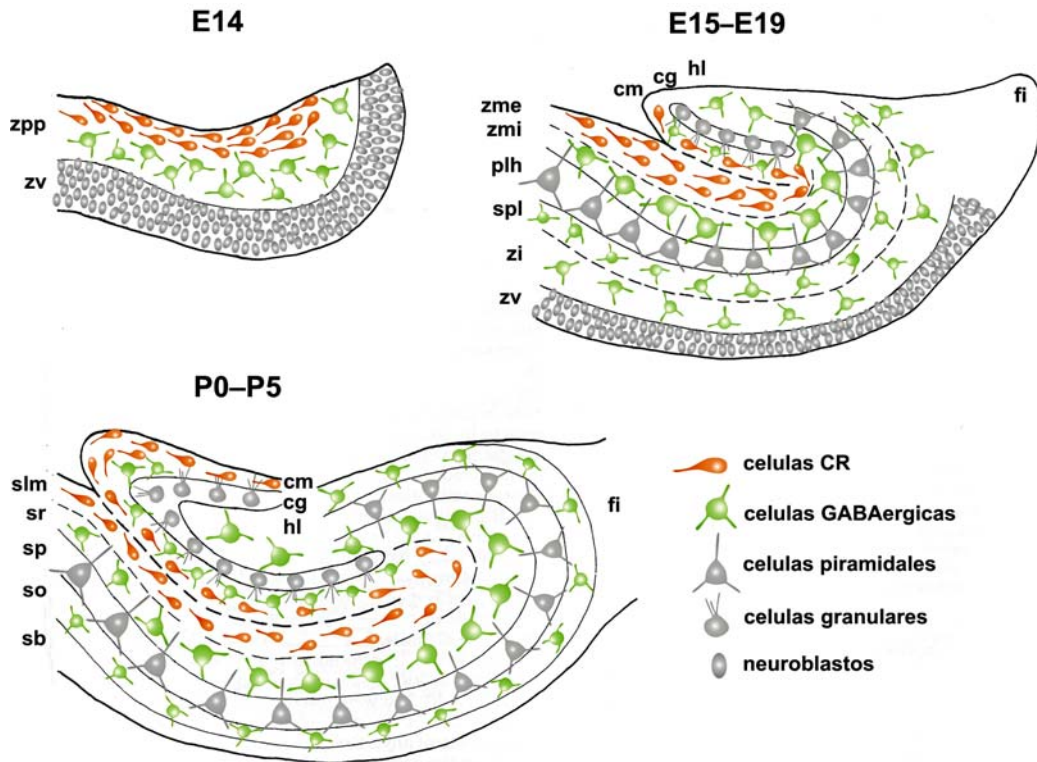 E14
zpp
zv
E15–E19
hl
cg
cm
fi
zme
zmi
plh
spl
zi
zv
P0–P5
slm
sr
sp
so
sb
cm
cg
hl
fi
celulas CR
celulas GABAergicas
celulas piramidales
celulas granulares
neuroblastos